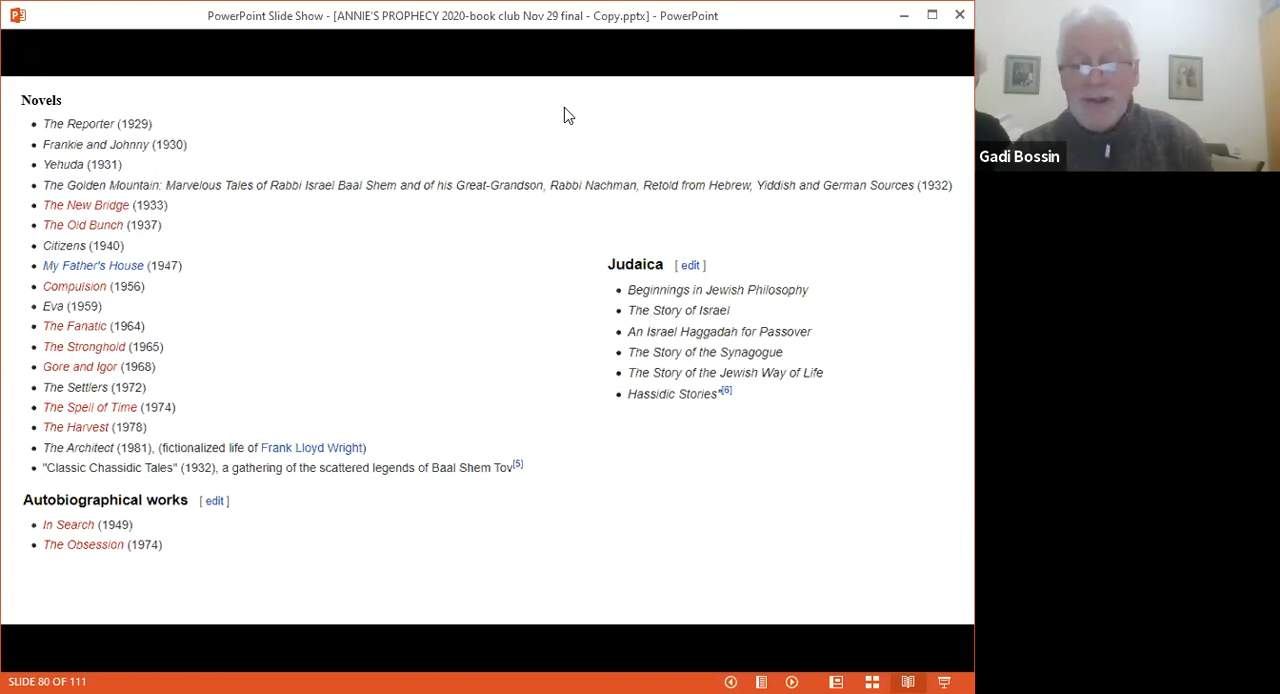 PowerPoint Slide Show - [ANNIE'S PROPHECY 2020-book club Nov 29 final - Copy.pptx] - PowerPoint
Novels
The Reporter (1929)
Frankie and Johnny (1930)
Yehuda (1931)
The Golden Mountain: Marvelous Tales of Rabbi Israel Baal Shem and of his Great-Grandson, Rabbi Nachman, Retold from Hebrew, Yiddish and German Sources (1932)
The New Bridge (1933)
The Old Bunch (1937)
Citizens (1940)
My Father's House (1947)
Compulsion (1956)
Eva (1959)
The Fanatic (1964)
The Stronghold (1965)
Gore and Igor (1968)
The Settlers (1972)
The Spell of Time (1974)
The Harvest (1978)
The Architect (1981), (fictionalized life of Frank Lloyd Wright)
"Classic Chassidic Tales" (1932), a gathering of the scattered legends of Baal Shem Tov[5]
Autobiographical works [ edit ]
In Search (1949)
The Obsession (1974)
Judaica [ edit ]
Beginnings in Jewish Philosophy
The Story of Israel
An Israel Haggadah for Passover
The Story of the Synagogue
The Story of the Jewish Way of Life
Hassidic Stories*[6]
Gadi Bossin
SLIDE 80 OF 111